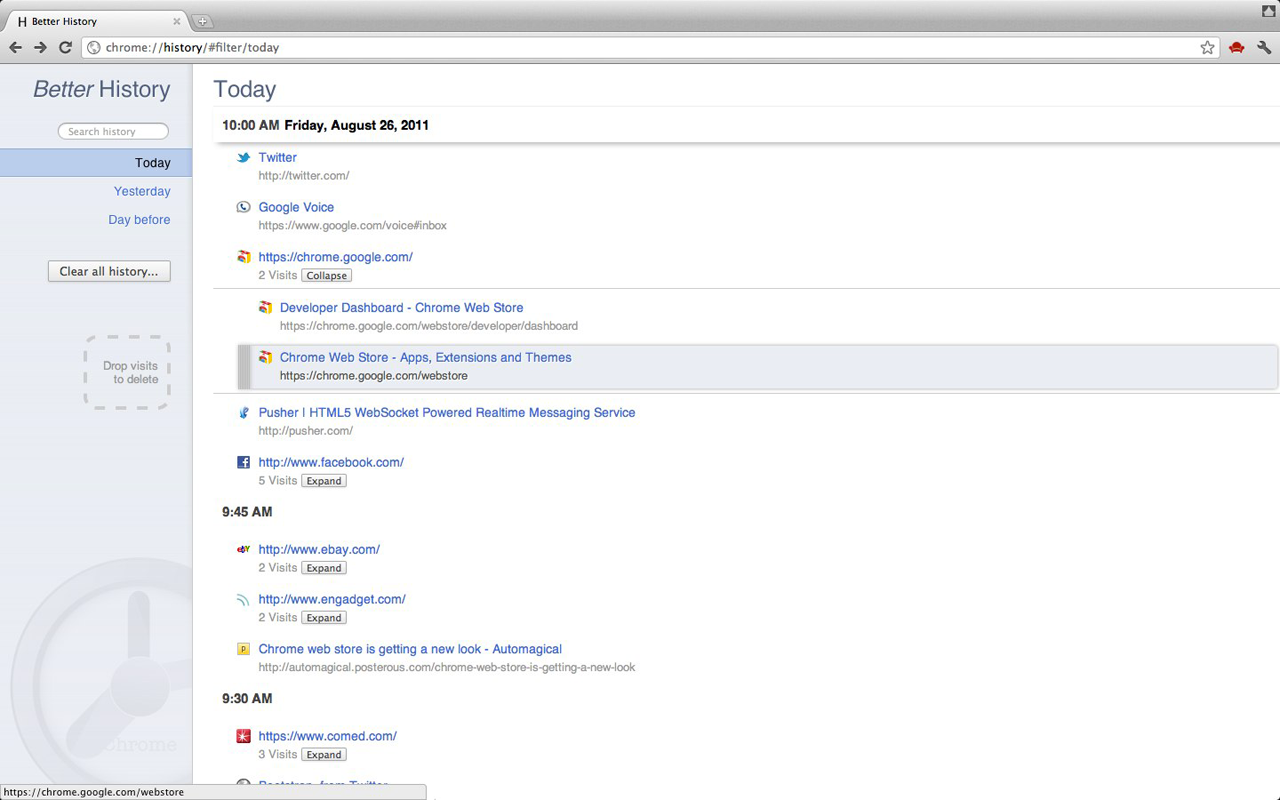 Better History
chrome://history/#filter/today
Better History
Search history
Today
Yesterday
Day before
Clear all history...
Drop visits
to delete
Chrome
Today
10:00 AM Friday, August 26, 2011
Twitter
http://twitter.com/
Google Voice
https://www.google.com/voice#inbox
https://chrome.google.com/
2 Visits Collapse
Developer Dashboard - Chrome Web Store
https://chrome.google.com/webstore/developer/dashboard
Chrome Web Store - Apps, Extensions and Themes
https://chrome.google.com/webstore
Pusher | HTML5 WebSocket Powered Realtime Messaging Service
http://pusher.com/
http://www.facebook.com/
5 Visits Expand
9:45 AM
http://www.ebay.com/
2 Visits Expand
http://www.engadget.com/
2 Visits Expand
Chrome web store is getting a new look - Automagical
http://automagical.posterous.com/chrome-web-store-is-getting-a-new-look
9:30 AM
https://www.comed.com/
3 Visits Expand
Bootstrap, from Twitter
https://chrome.google.com/webstore